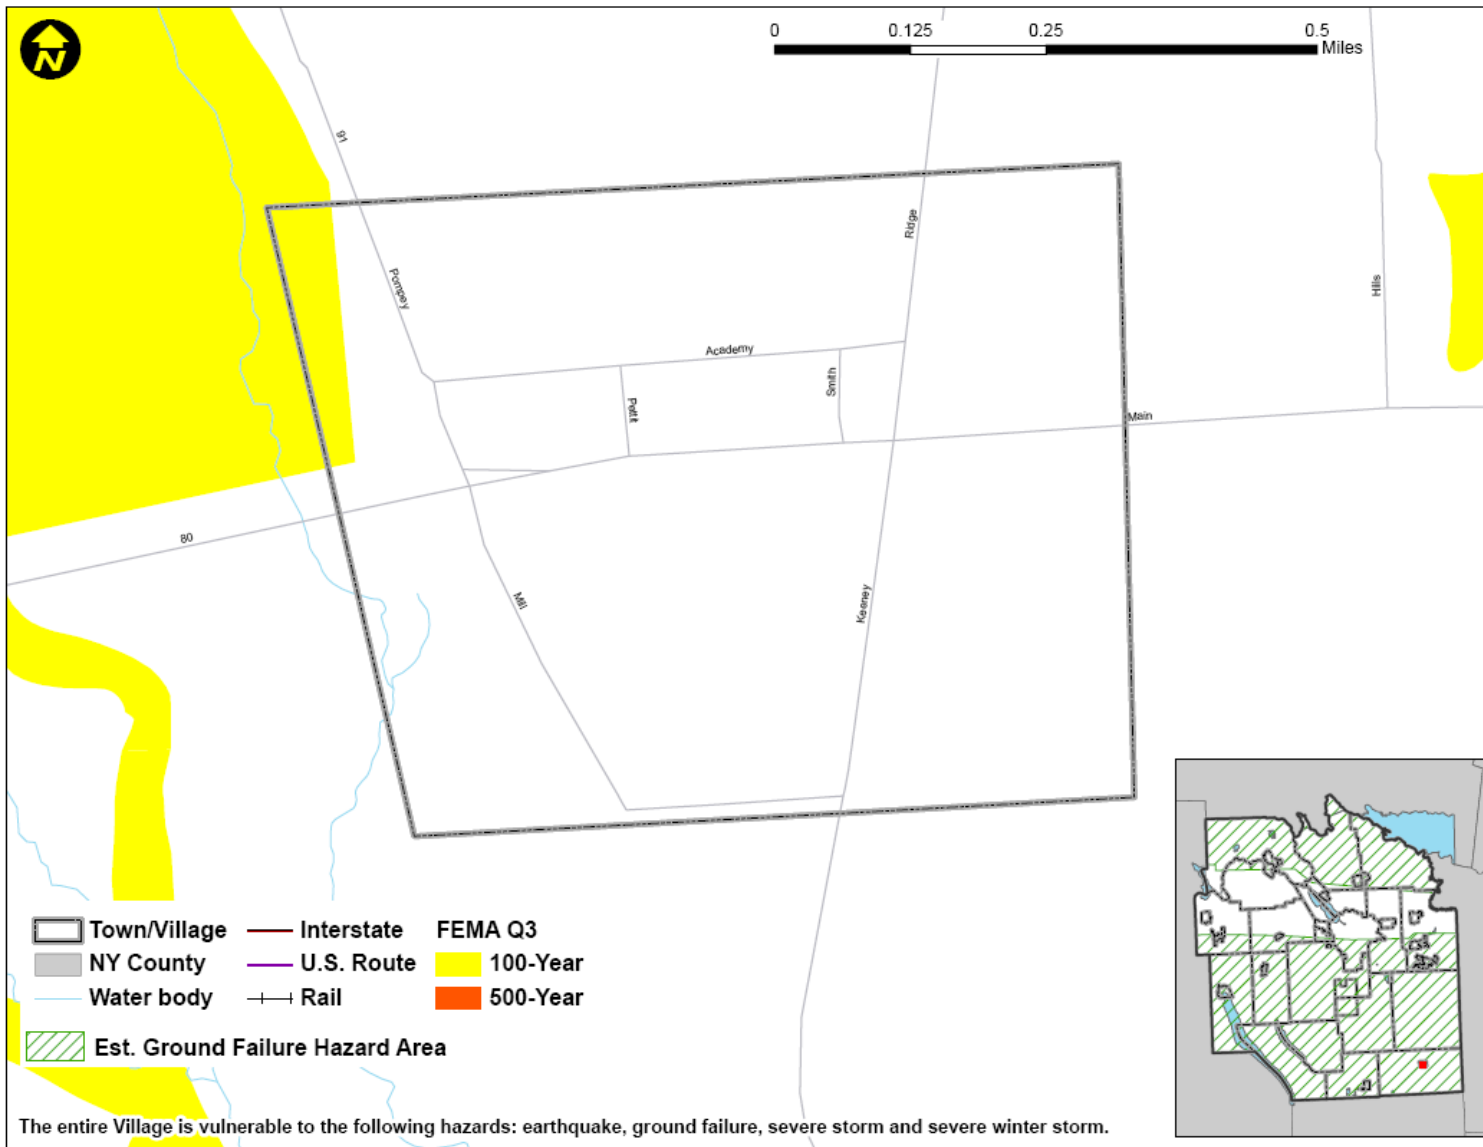 N
0 0.125 0.25 0.5
Miles
91
Pompey
Ridge
Hills
Academy
Smith
Pettit
Main
80
Mill
Keeney
Town/Village Interstate FEMA Q3
NY County U.S. Route 100-Year
Water body Rail 500-Year
Est. Ground Failure Hazard Area
The entire Village is vulnerable to the following hazards: earthquake, ground failure, severe storm and severe winter storm.